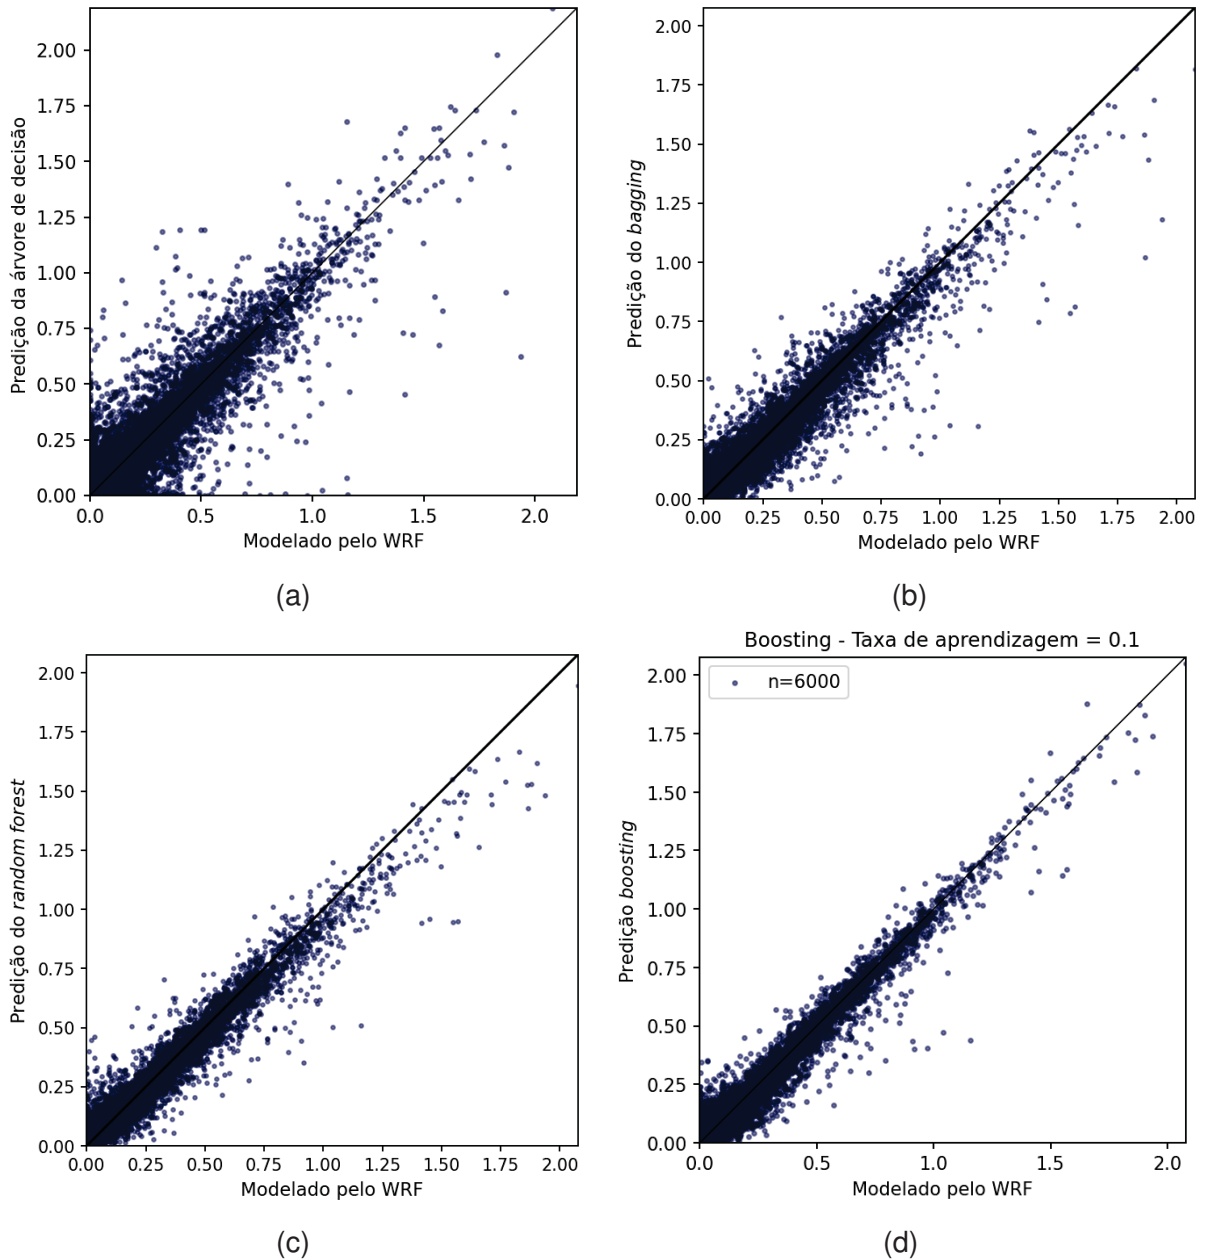 2.00
1.75
1.50
1.25
1.00
0.75
0.50
0.25
0.00
Predição da árvore de decisão
0.0 0.5 1.0 1.5 2.0
Modelado pelo WRF
(a)
2.00
1.75
1.50
1.25
1.00
0.75
0.50
0.25
0.00
Predição do bagging
0.00 0.25 0.50 0.75 1.00 1.25 1.50 1.75 2.00
Modelado pelo WRF
(b)
2.00
1.75
1.50
1.25
1.00
0.75
0.50
0.25
0.00
Predição do random forest
0.00 0.25 0.50 0.75 1.00 1.25 1.50 1.75 2.00
Modelado pelo WRF
(c)
Boosting - Taxa de aprendizagem = 0.1
n=6000
2.00
1.75
1.50
1.25
1.00
0.75
0.50
0.25
0.00
Predição boosting
0.0 0.5 1.0 1.5 2.0
Modelado pelo WRF
(d)